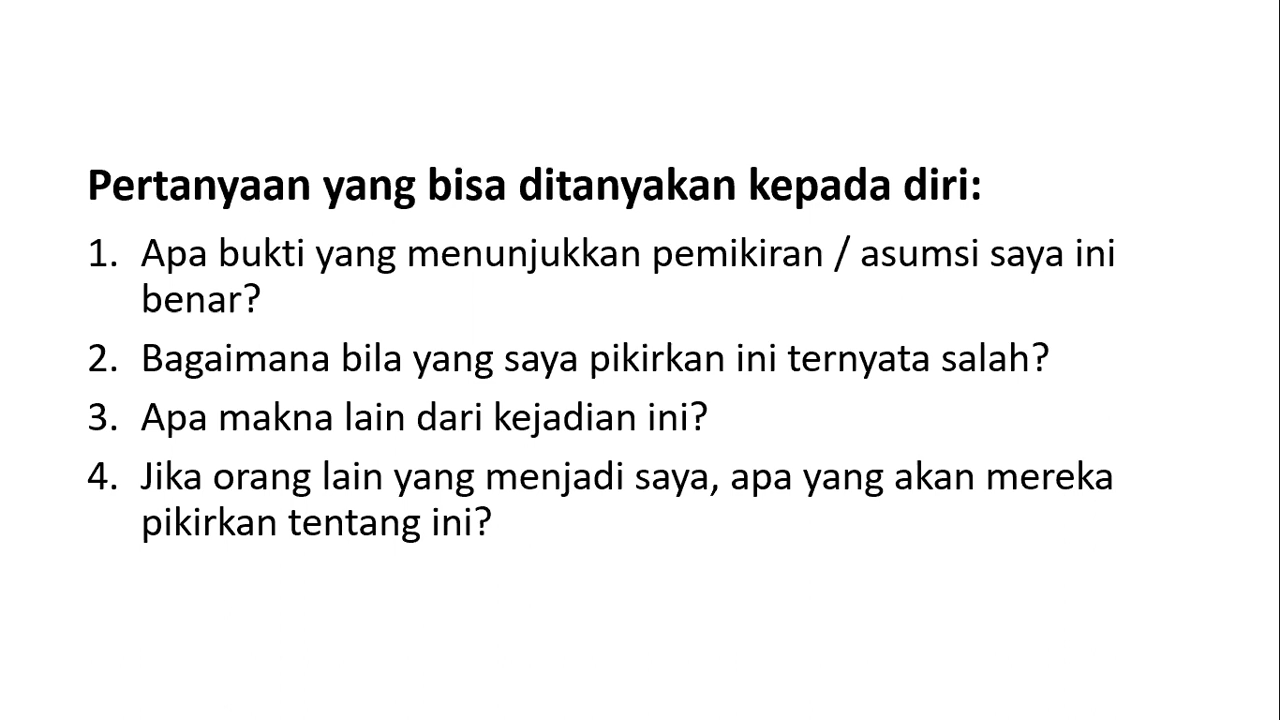 Pertanyaan yang bisa ditanyakan kepada diri:
1. Apa bukti yang menunjukkan pemikiran / asumsi saya ini
benar?
2. Bagaimana bila yang saya pikirkan ini ternyata salah?
3. Apa makna lain dari kejadian ini?
4. Jika orang lain yang menjadi saya, apa yang akan mereka
pikirkan tentang ini?